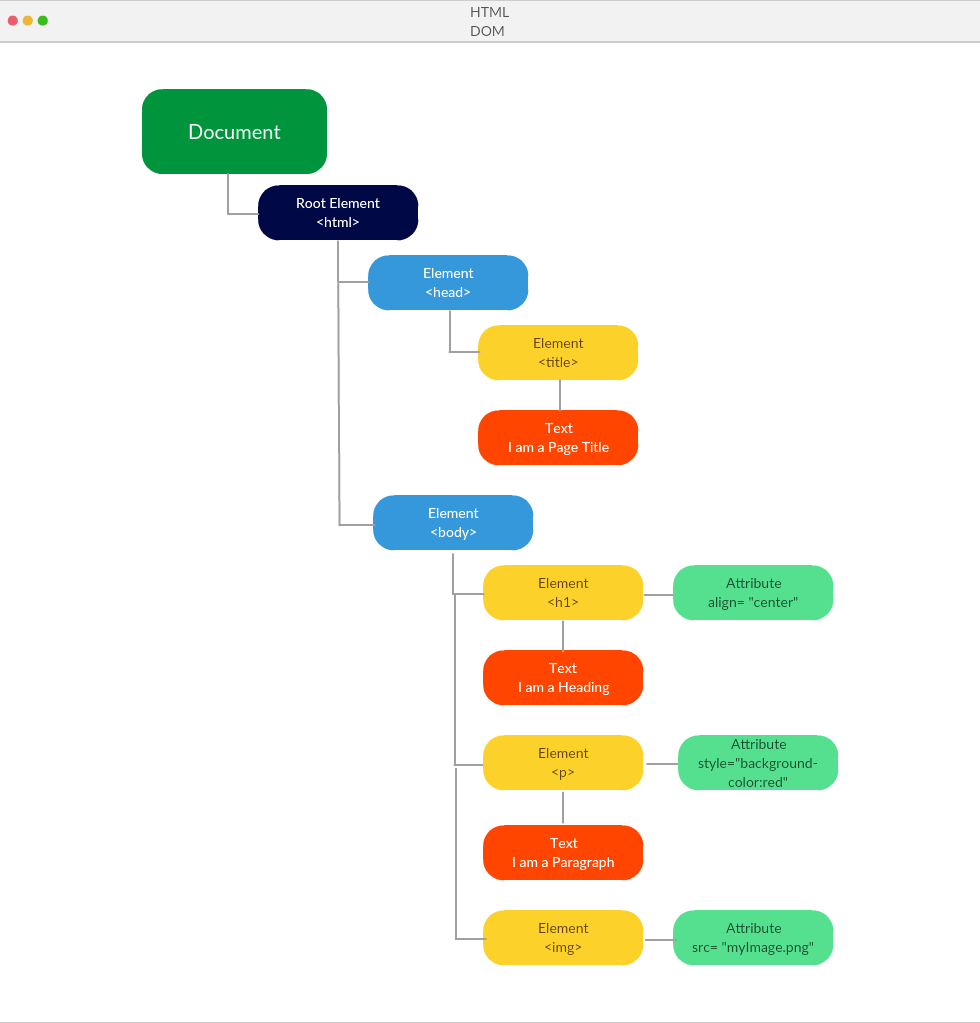 HTML
DOM
Document
Root Element
<html>
Element
<head>
Element
<title>
Text
I am a Page Title
Element
<body>
Element
<h1>
Attribute
align= "center"
Text
I am a Heading
Element
<p>
Attribute
style="background-
color:red"
Text
I am a Paragraph
Element
<img>
Attribute
src= "myImage.png"